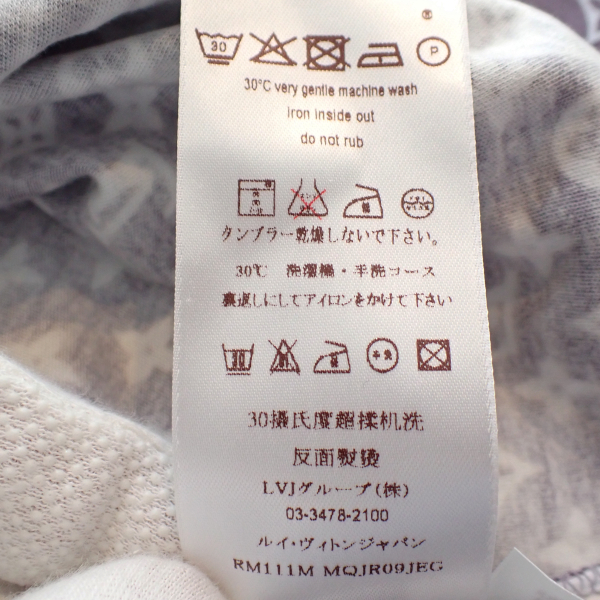 ®
30 P
30°C very gentle machine wash
iron inside out
do not rub
タンブラー乾燥しないで下さい。
30℃ 洗濯機・手洗コース
裏返しにしてアイロンをかけて下さい
30
30攝氏度超揉机洗
反面熨燙
LVJグループ(株)
03-3478-2100
ルイ・ヴィトンジャパン
RM111M MQJR09JEG